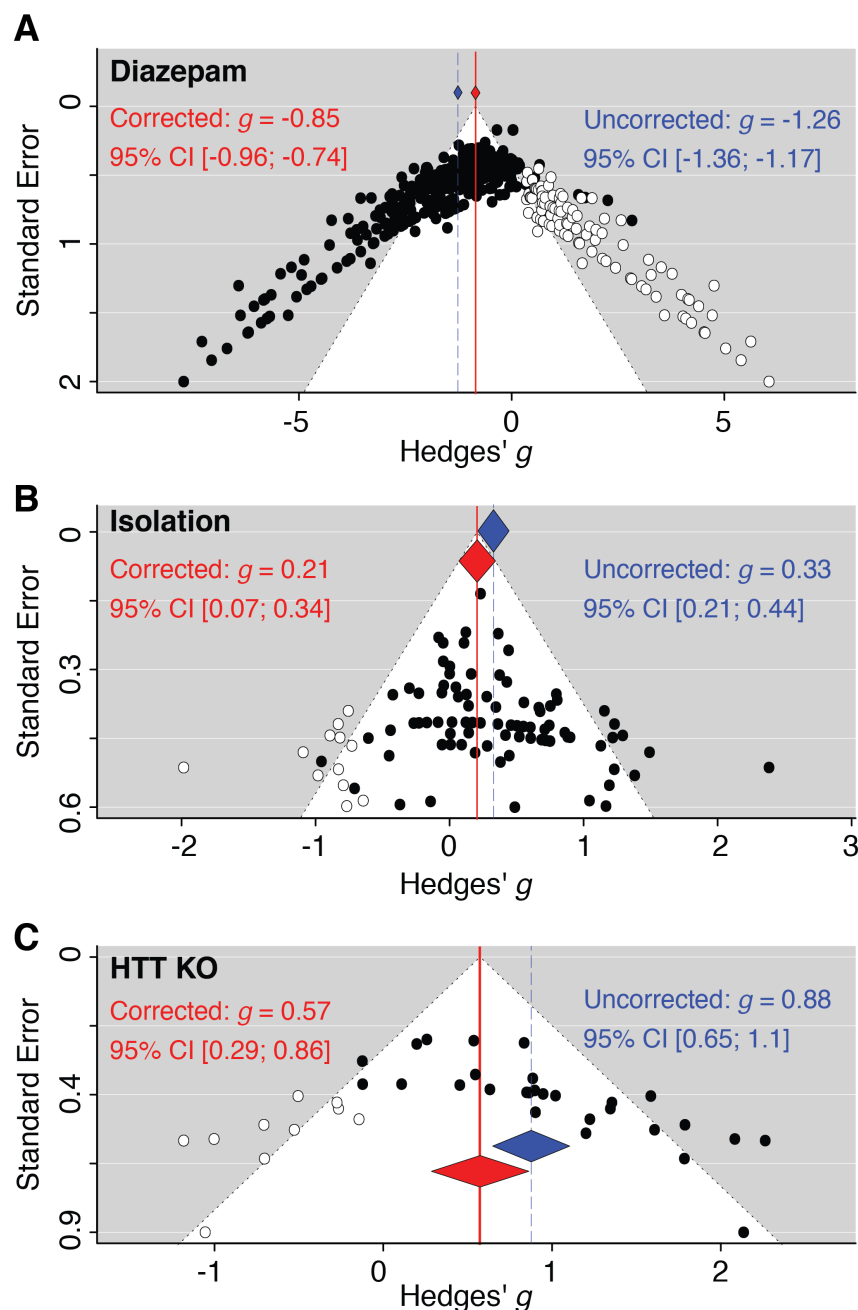 A
Diazepam
Corrected: g = -0.85
95% CI [-0.96; -0.74]
Uncorrected: g = -1.26
95% CI [-1.36; -1.17]
Standard Error
0
1
2
-5
0
5
Hedges' g
B
Isolation
Corrected: g = 0.21
95% CI [0.07; 0.34]
Uncorrected: g = 0.33
95% CI [0.21; 0.44]
Standard Error
0
0.3
0.6
-2
-1
0
1
2
3
Hedges' g
C
HTT KO
Corrected: g = 0.57
95% CI [0.29; 0.86]
Uncorrected: g = 0.88
95% CI [0.65; 1.1]
Standard Error
0
0.4
0.9
-1
0
1
2
Hedges' g